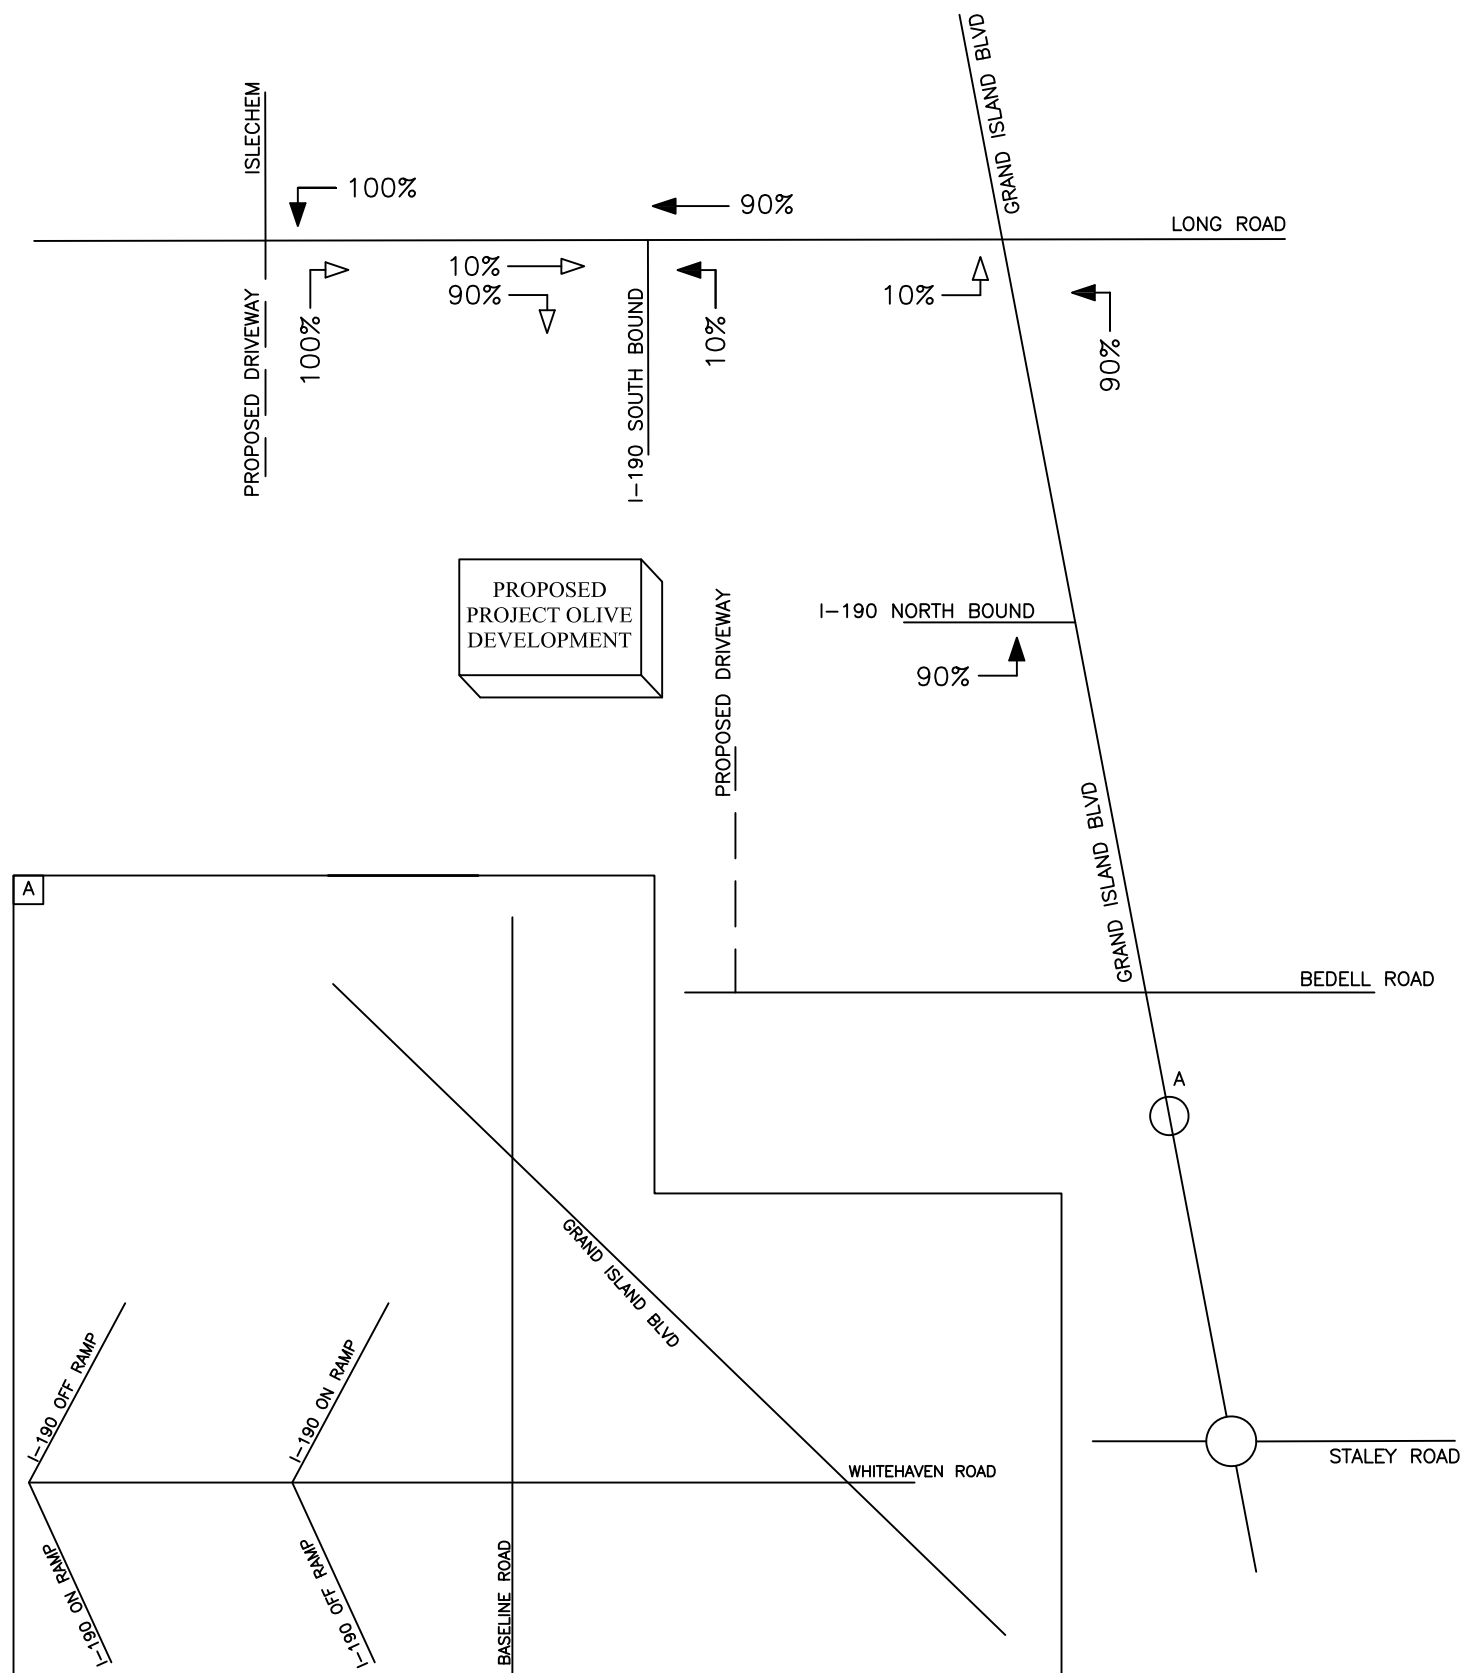 GRAND ISLAND BLVD
ISLECHEM
100%
90%
LONG ROAD
10%
90%
10%
100%
10%
90%
PROPOSED DRIVEWAY
I-190 SOUTH BOUND
PROPOSED
PROJECT OLIVE
DEVELOPMENT
PROPOSED DRIVEWAY
I-190 NORTH BOUND
90%
GRAND ISLAND BLVD
A
BEDELL ROAD
A
GRAND ISLAND BLVD
I-190 OFF RAMP
I-190 ON RAMP
WHITEHAVEN ROAD
STALEY ROAD
I-190 ON RAMP
I-190 OFF RAMP
BASELINE ROAD